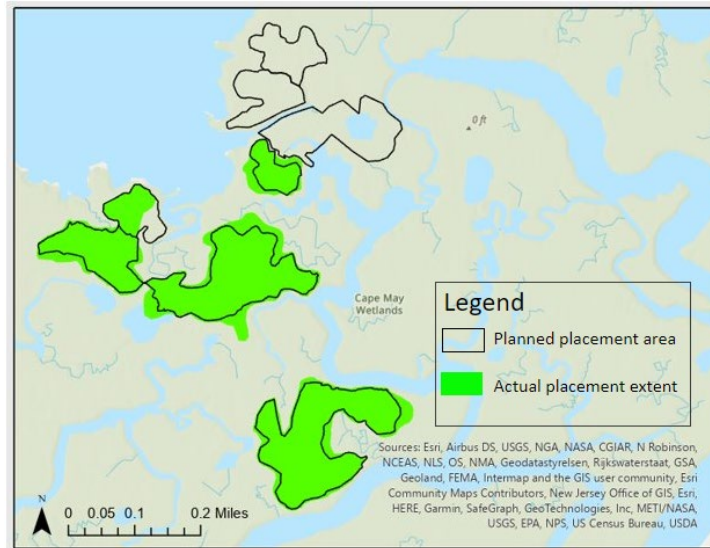 0 ft
Cape May
Wetlands
Legend
Planned placement area
Actual placement extent
Sources: Esri, Airbus DS, USGS, NGA, NASA, CGIAR, N Robinson,
NCEAS, NLS, OS, NMA, Geodatastyrelsen, Rijkswaterstaat, GSA,
Geoland, FEMA, Intermap and the GIS user community, Esri
Community Maps Contributors, New Jersey Office of GIS, Esri,
HERE, Garmin, SafeGraph, GeoTechnologies, Inc, METI/NASA,
USGS, EPA, NPS, US Census Bureau, USDA
N
0 0.05 0.1 0.2 Miles